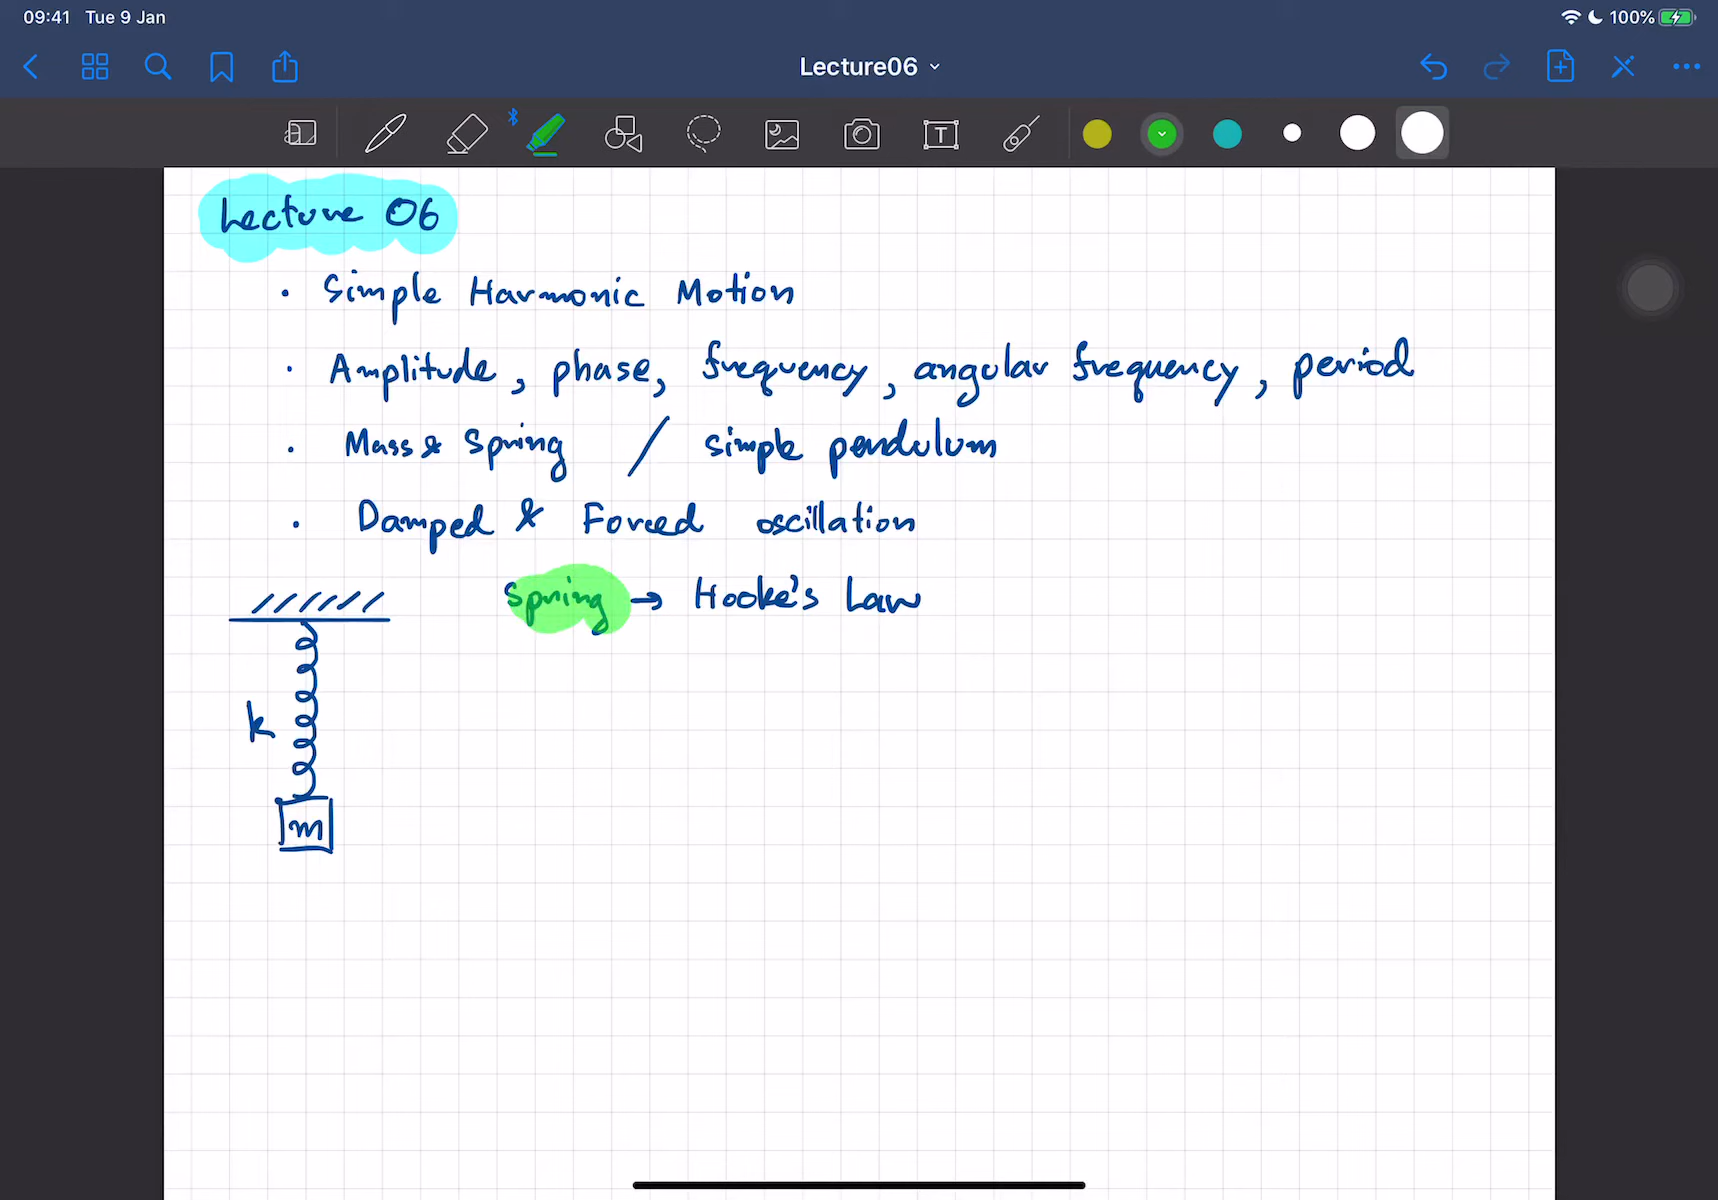 09:41 Tue 9 Jan 100%
Lecture06
T
Lecture 06
· Simple Harmonic Motion
· Amplitude, phase, frequency, angular frequency, period
· Mass & Spring / simple pendulum
· Damped & Forced oscillation
Spring → Hooke's Law
k
m